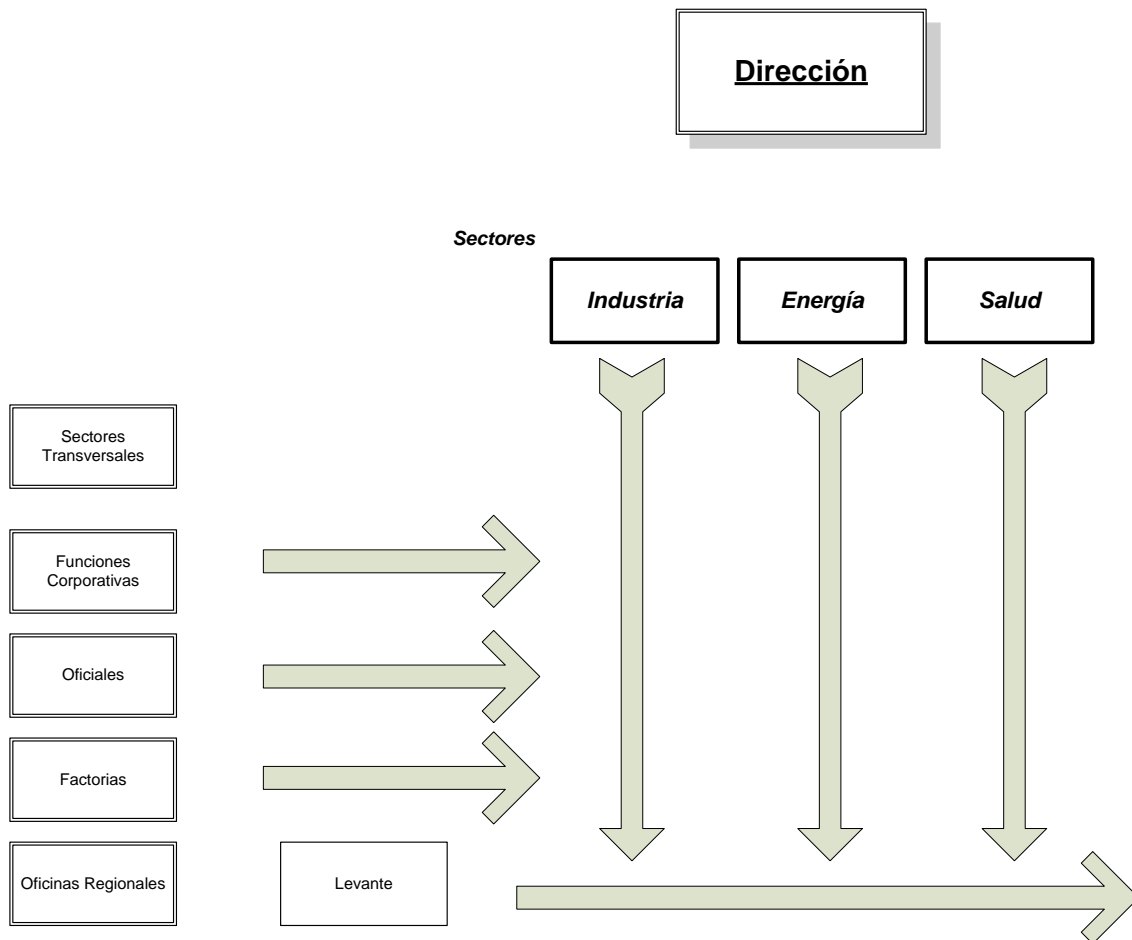 Dirección
Sectores
Industria
Energía
Salud
Sectores
Transversales
Funciones
Corporativas
Oficiales
Factorias
Oficinas Regionales
Levante